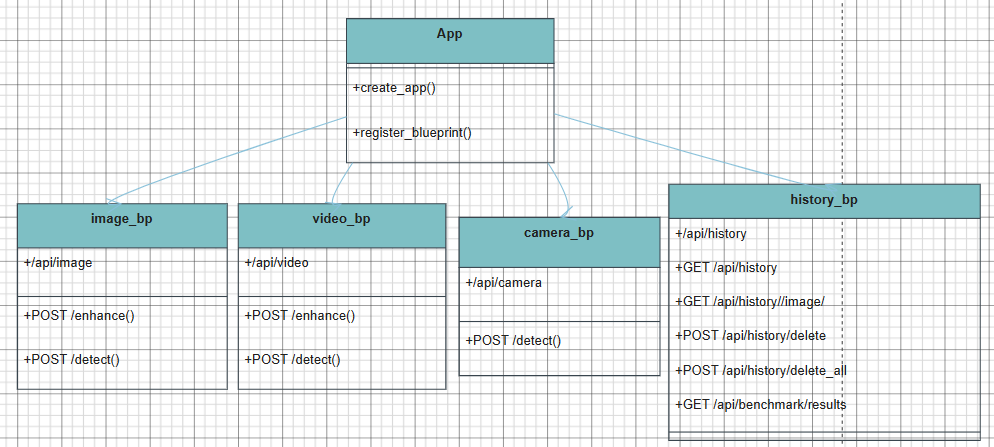 App
+create_app()
+register_blueprint()
image_bp
+/api/image
+POST /enhance()
+POST /detect()
video_bp
+/api/video
+POST /enhance()
+POST /detect()
camera_bp
+/api/camera
+POST /detect()
history_bp
+/api/history
+GET /api/history
+GET /api/history//image/
+POST /api/history/delete
+POST /api/history/delete_all
+GET /api/benchmark/results